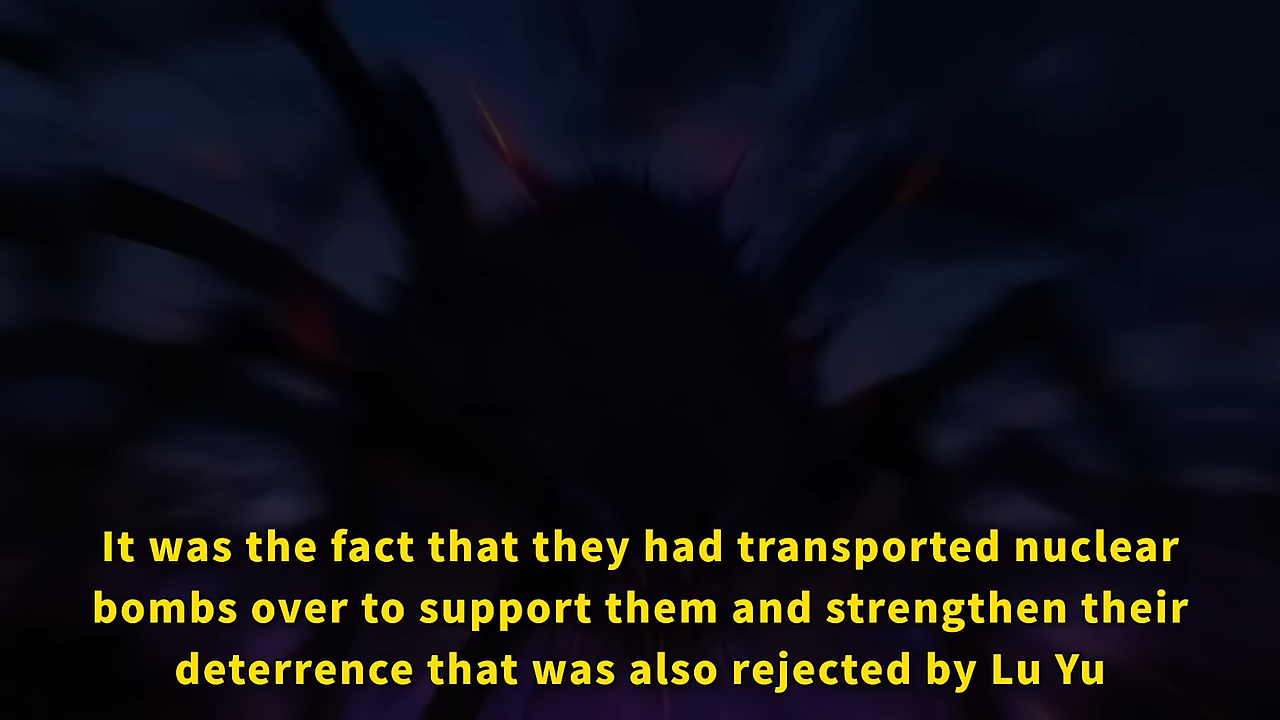 It was the fact that they had transported nuclear
bombs over to support them and strengthen their
deterrence that was also rejected by Lu Yu